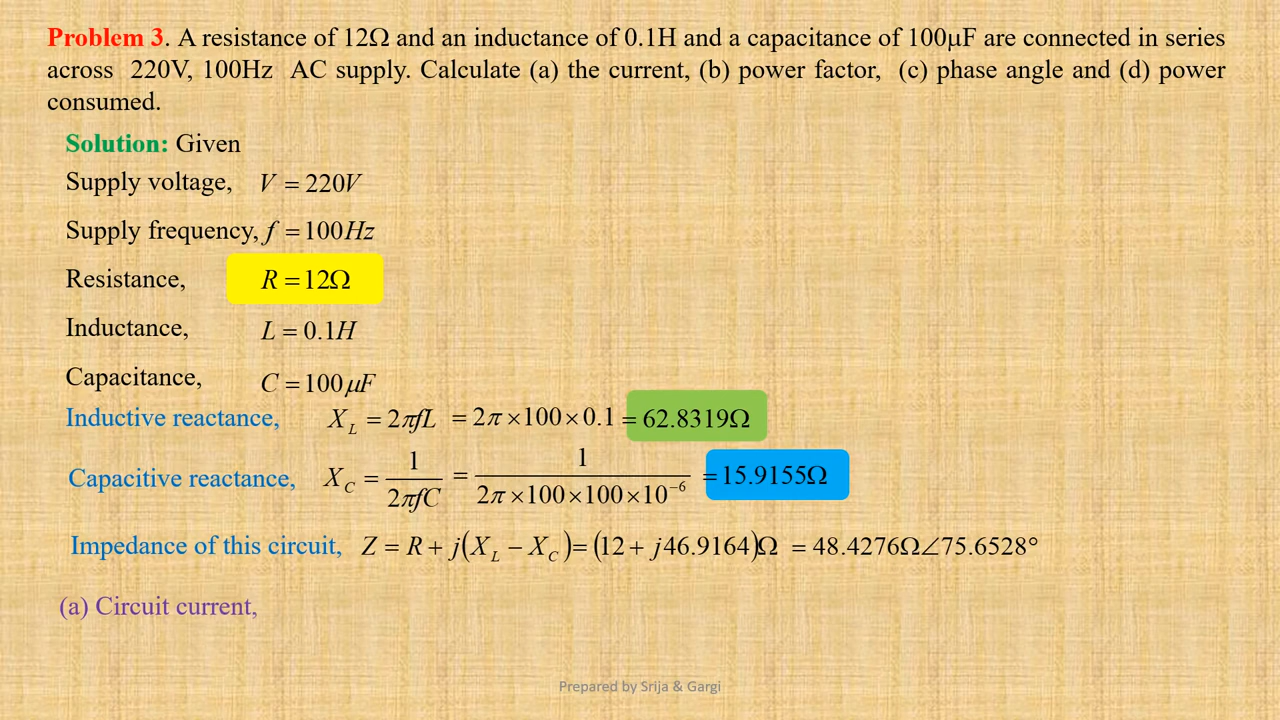 Problem 3. A resistance of 12Ω and an inductance of 0.1H and a capacitance of 100μF are connected in series
across 220V, 100Hz AC supply. Calculate (a) the current, (b) power factor, (c) phase angle and (d) power
consumed.
Solution: Given
Supply voltage, V = 220V
Supply frequency, f = 100Hz
Resistance, R = 12Ω
Inductance, L = 0.1H
Capacitance, C = 100μF
Inductive reactance, X_L = 2πfL = 2π×100×0.1 = 62.8319Ω
Capacitive reactance, X_C = 1/(2πfC) = 1/(2π×100×100×10^-6) = 15.9155Ω
Impedance of this circuit, Z = R + j(X_L − X_C) = (12 + j46.9164)Ω = 48.4276Ω∠75.6528°
(a) Circuit current,
Prepared by Srija & Gargi